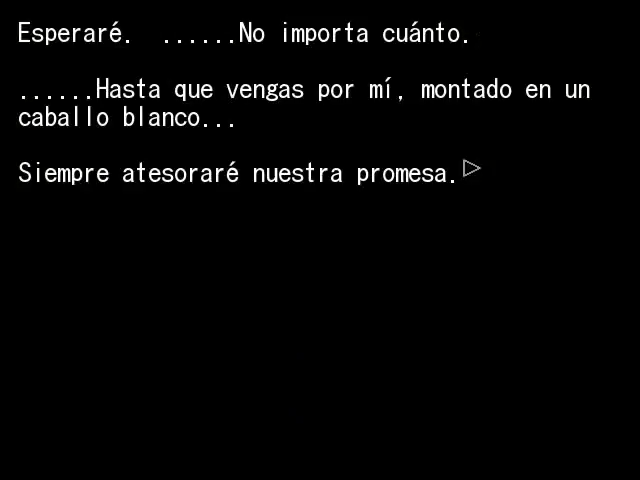 Esperaré.  ......No importa cuánto.
......Hasta que vengas por mí, montado en un
caballo blanco...
Siempre atesoraré nuestra promesa.